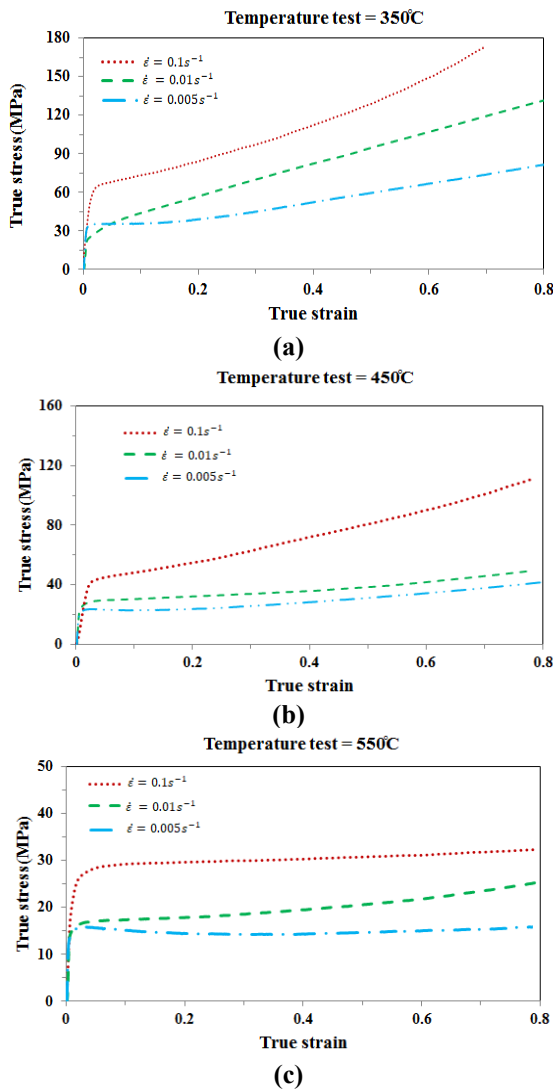 Temperature test = 350℃
180
150
120
90
60
30
0
True stress(MPa)
ε̇ = 0.1s⁻¹
ε̇ = 0.01s⁻¹
ε̇ = 0.005s⁻¹
0 0.2 0.4 0.6 0.8
True strain
(a)
Temperature test = 450℃
160
120
80
40
0
True stress(MPa)
ε̇ = 0.1s⁻¹
ε̇ = 0.01s⁻¹
ε̇ = 0.005s⁻¹
0 0.2 0.4 0.6 0.8
True strain
(b)
Temperature test = 550℃
50
40
30
20
10
0
True stress(MPa)
ε̇ = 0.1s⁻¹
ε̇ = 0.01s⁻¹
ε̇ = 0.005s⁻¹
0 0.2 0.4 0.6 0.8
True strain
(c)